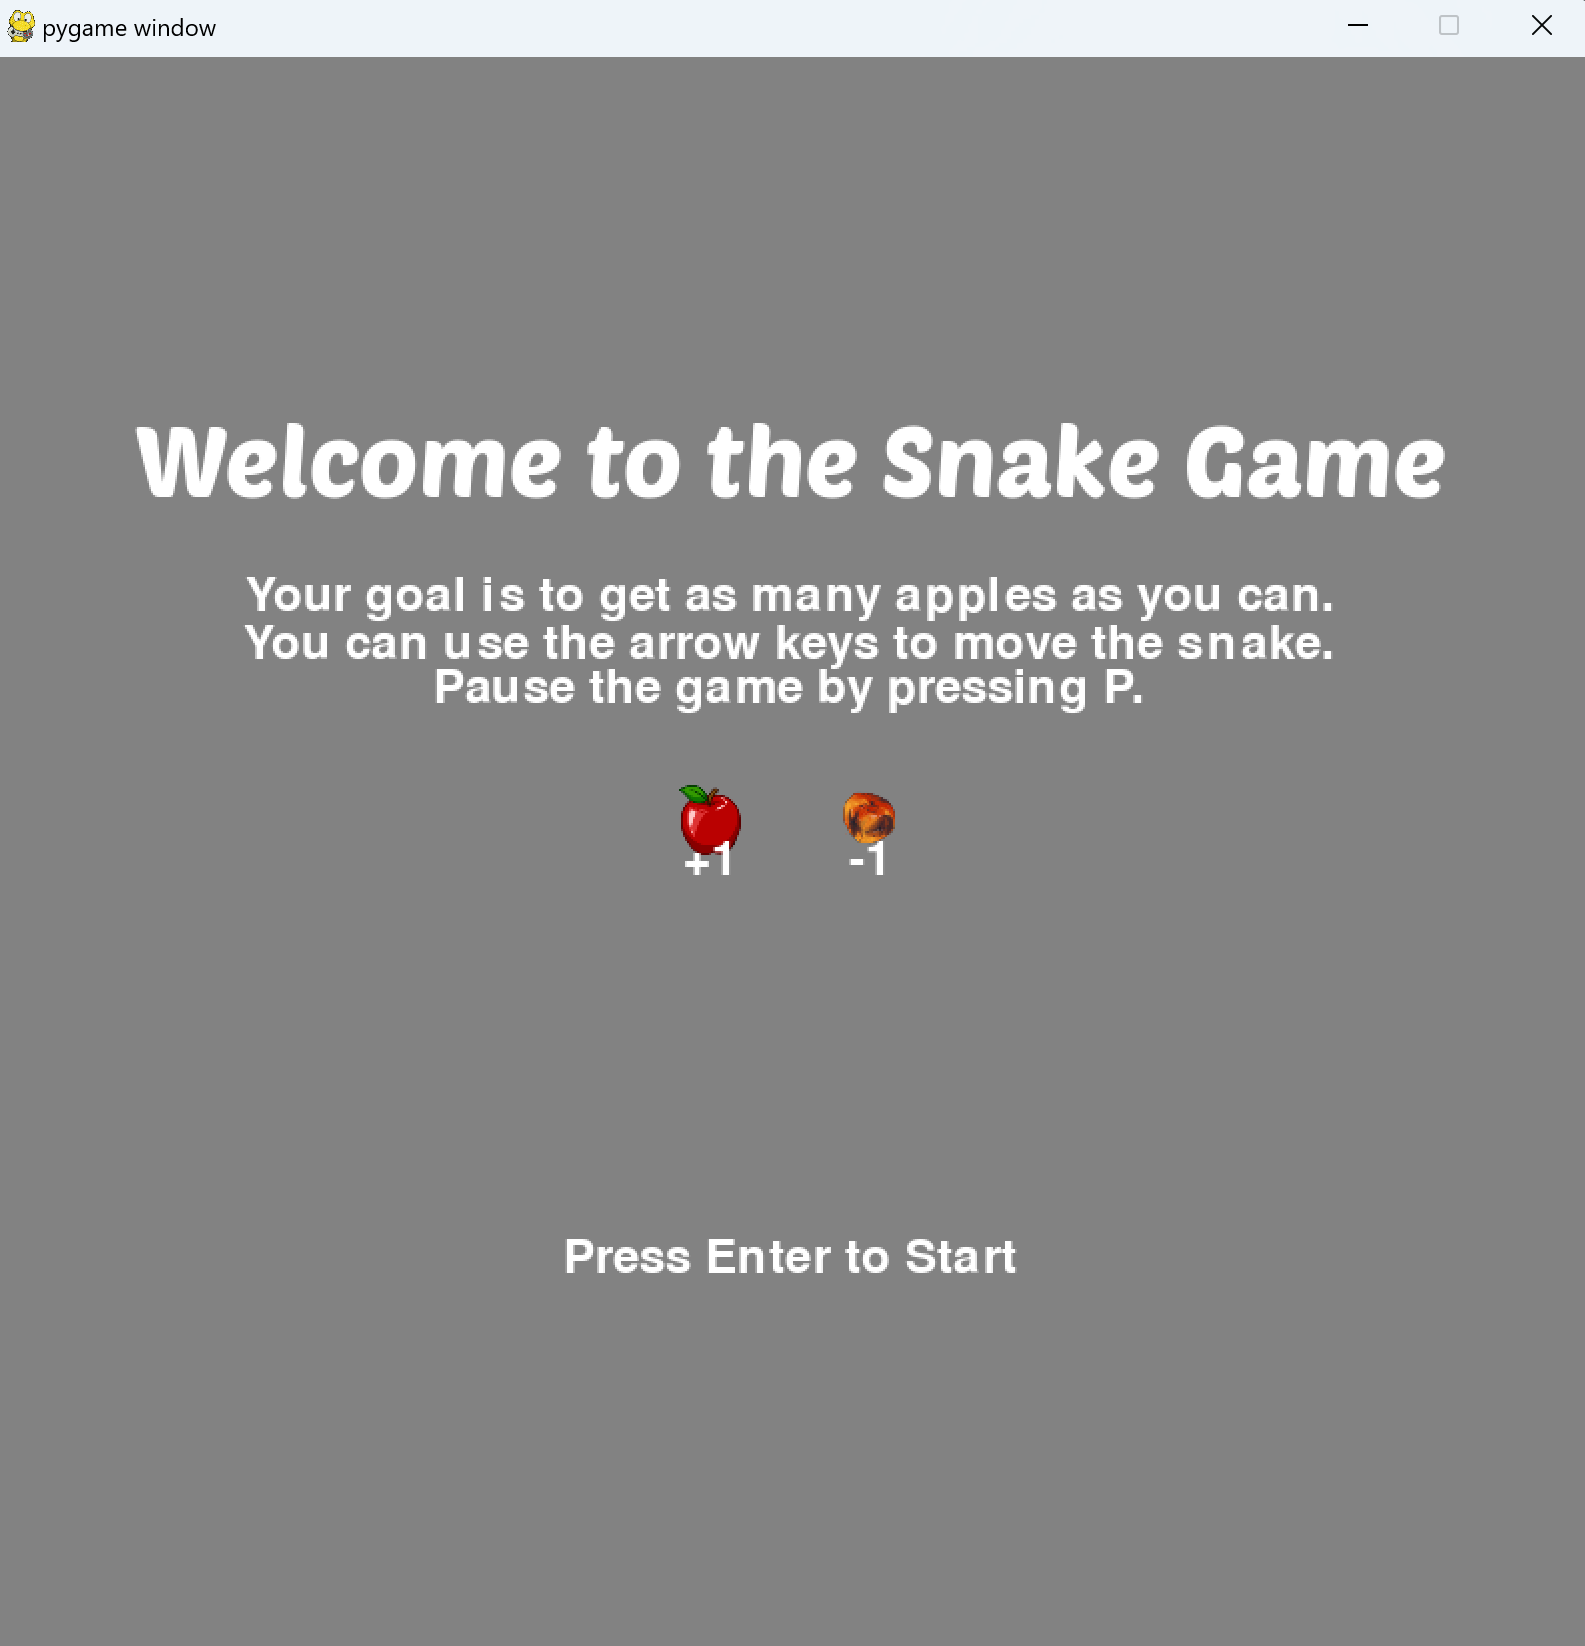 pygame window
Welcome to the Snake Game
Your goal is to get as many apples as you can.
You can use the arrow keys to move the snake.
Pause the game by pressing P.
+1 -1
Press Enter to Start